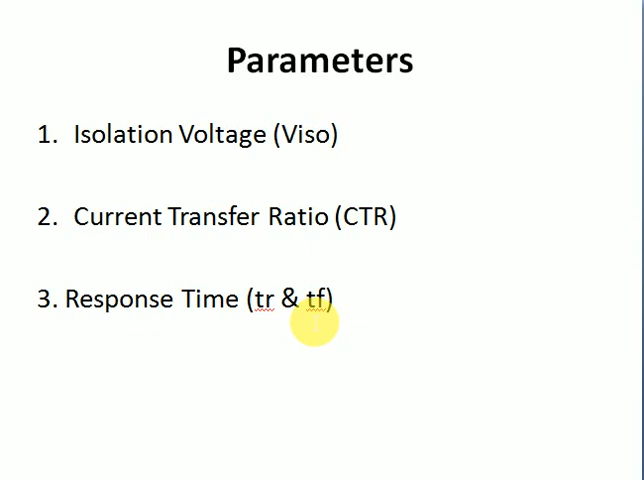 Parameters
1. Isolation Voltage (Viso)
2. Current Transfer Ratio (CTR)
3. Response Time (tr & tf)